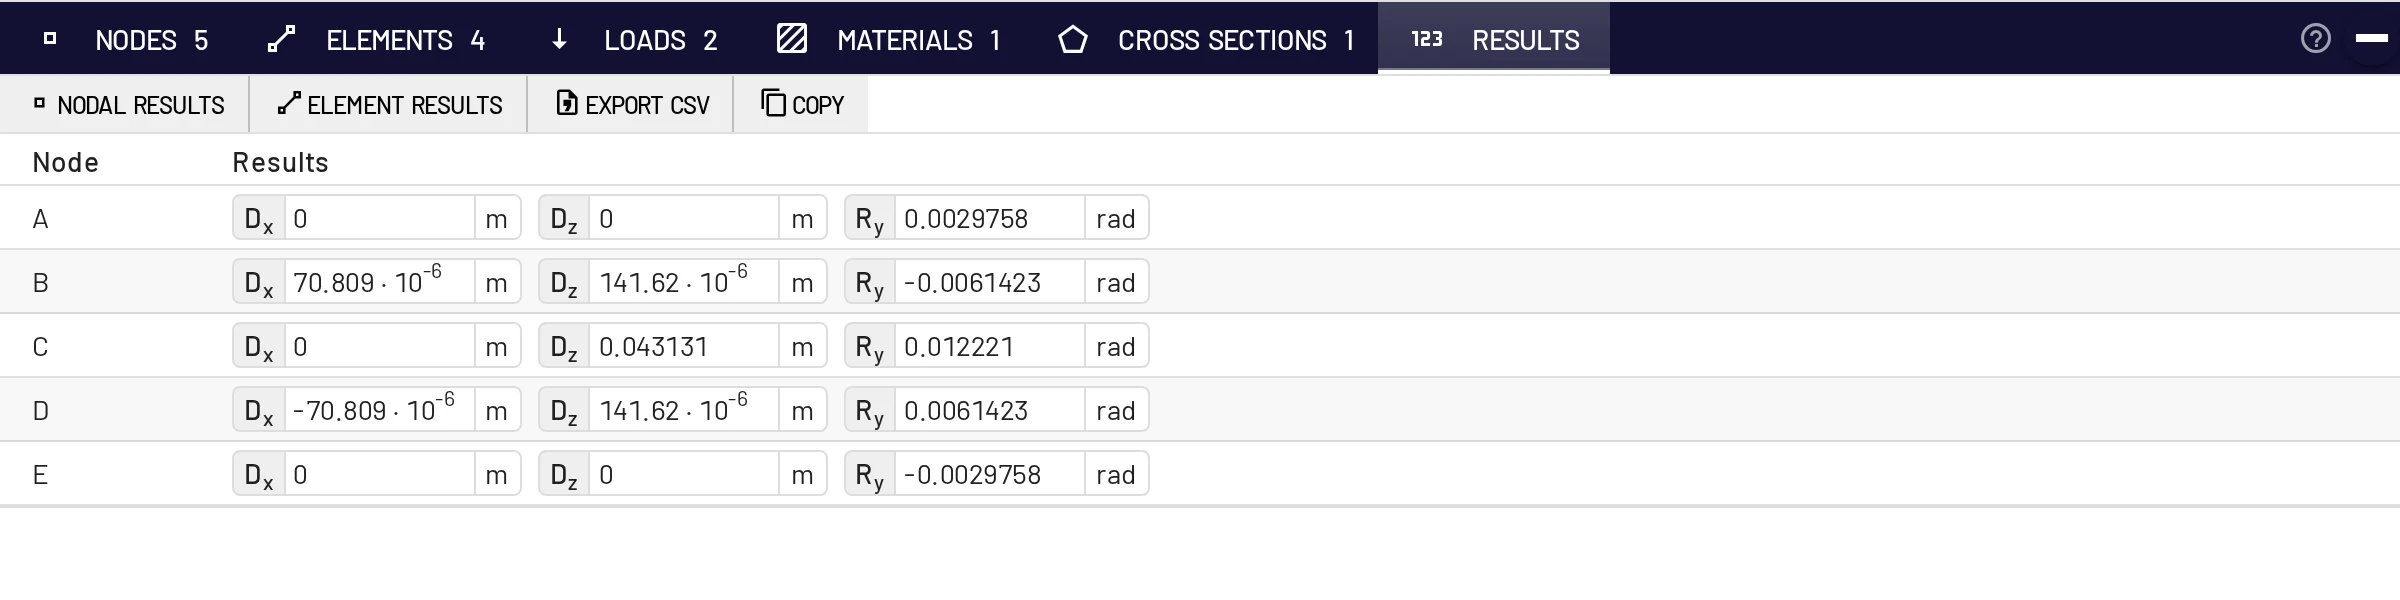 NODES 5 ELEMENTS 4 LOADS 2 MATERIALS 1 CROSS SECTIONS 1 123 RESULTS ?
NODAL RESULTS ELEMENT RESULTS EXPORT CSV COPY
Node Results
A Dx 0 m Dz 0 m Ry 0.0029758 rad
B Dx 70.809 · 10⁻⁶ m Dz 141.62 · 10⁻⁶ m Ry -0.0061423 rad
C Dx 0 m Dz 0.043131 m Ry 0.012221 rad
D Dx -70.809 · 10⁻⁶ m Dz 141.62 · 10⁻⁶ m Ry 0.0061423 rad
E Dx 0 m Dz 0 m Ry -0.0029758 rad